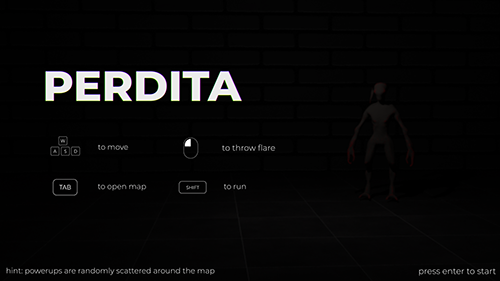 PERDITA
W
A S D
to move
to throw flare
TAB
to open map
SHIFT
to run
hint: powerups are randomly scattered around the map
press enter to start